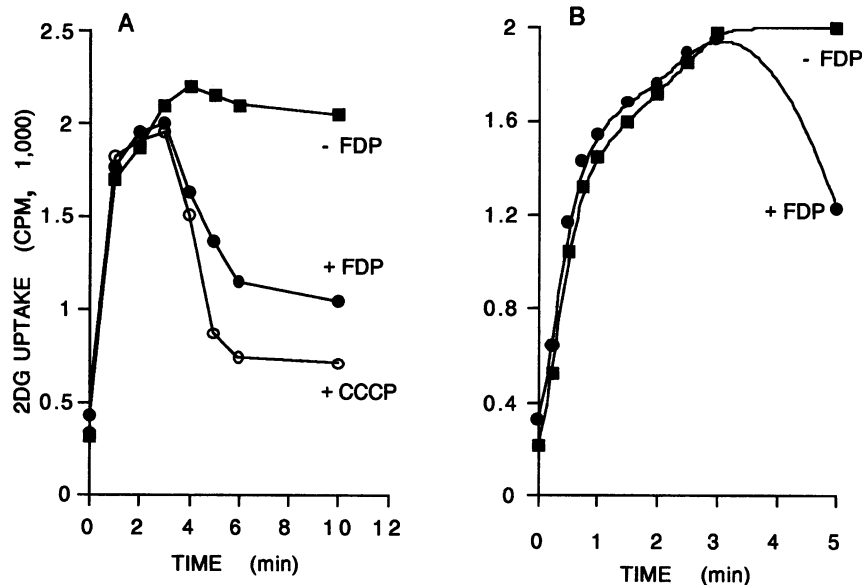 A
2DG UPTAKE (CPM, 1,000)
2.5
2
1.5
1
0.5
0
0 2 4 6 8 10 12
TIME (min)
- FDP
+ FDP
+ CCCP
B
2
1.6
1.2
0.8
0.4
0
0 1 2 3 4 5
TIME (min)
- FDP
+ FDP